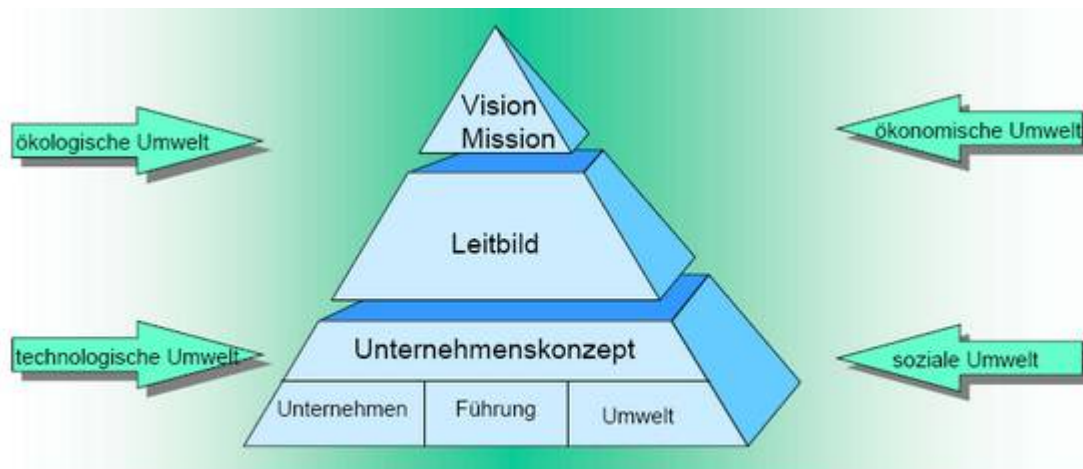 Vision
Mission
ökologische Umwelt
ökonomische Umwelt
Leitbild
technologische Umwelt
Unternehmenskonzept
soziale Umwelt
Unternehmen
Führung
Umwelt